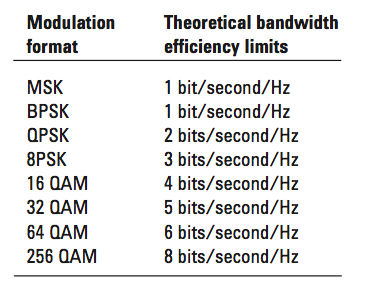 Modulation Theoretical bandwidth
format efficiency limits
MSK 1 bit/second/Hz
BPSK 1 bit/second/Hz
QPSK 2 bits/second/Hz
8PSK 3 bits/second/Hz
16 QAM 4 bits/second/Hz
32 QAM 5 bits/second/Hz
64 QAM 6 bits/second/Hz
256 QAM 8 bits/second/Hz